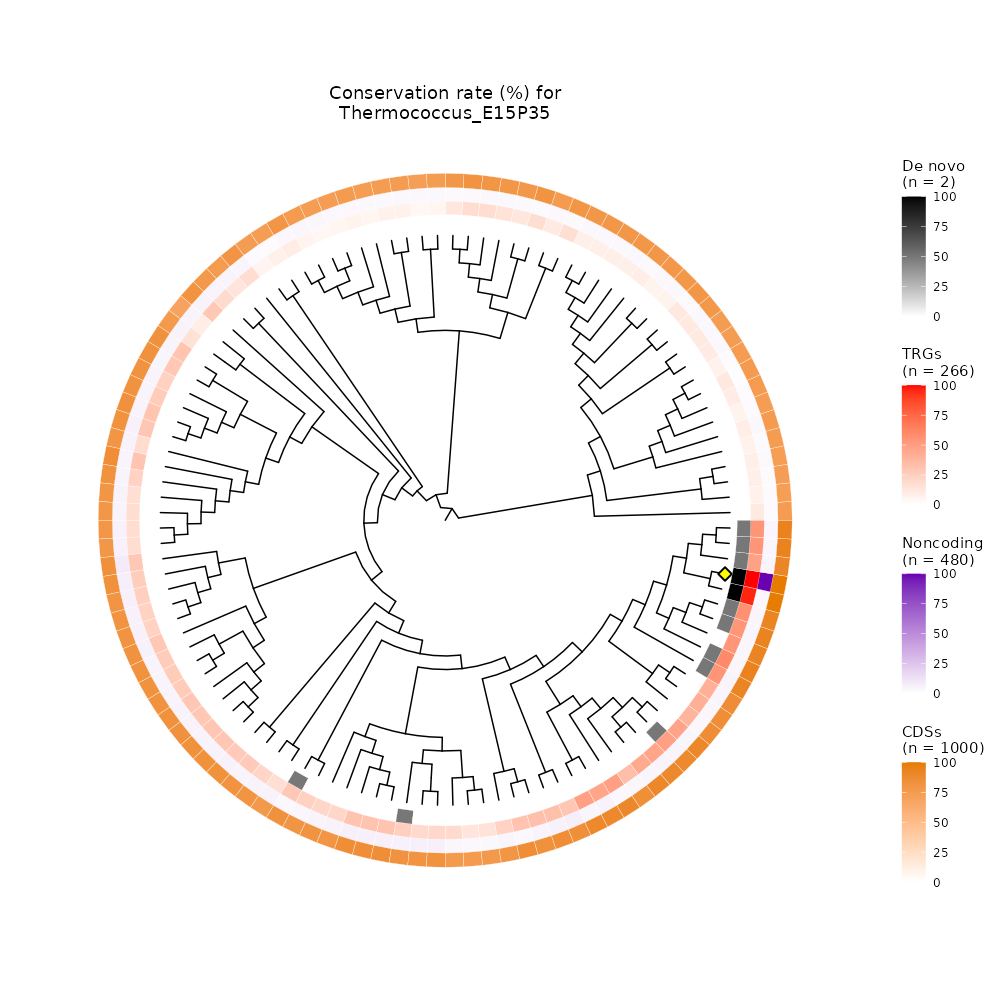 Conservation rate (%) for
Thermococcus_E15P35
De novo
(n = 2)
100
75
50
25
0
TRGs
(n = 266)
100
75
50
25
0
Noncoding
(n = 480)
100
75
50
25
0
CDSs
(n = 1000)
100
75
50
25
0